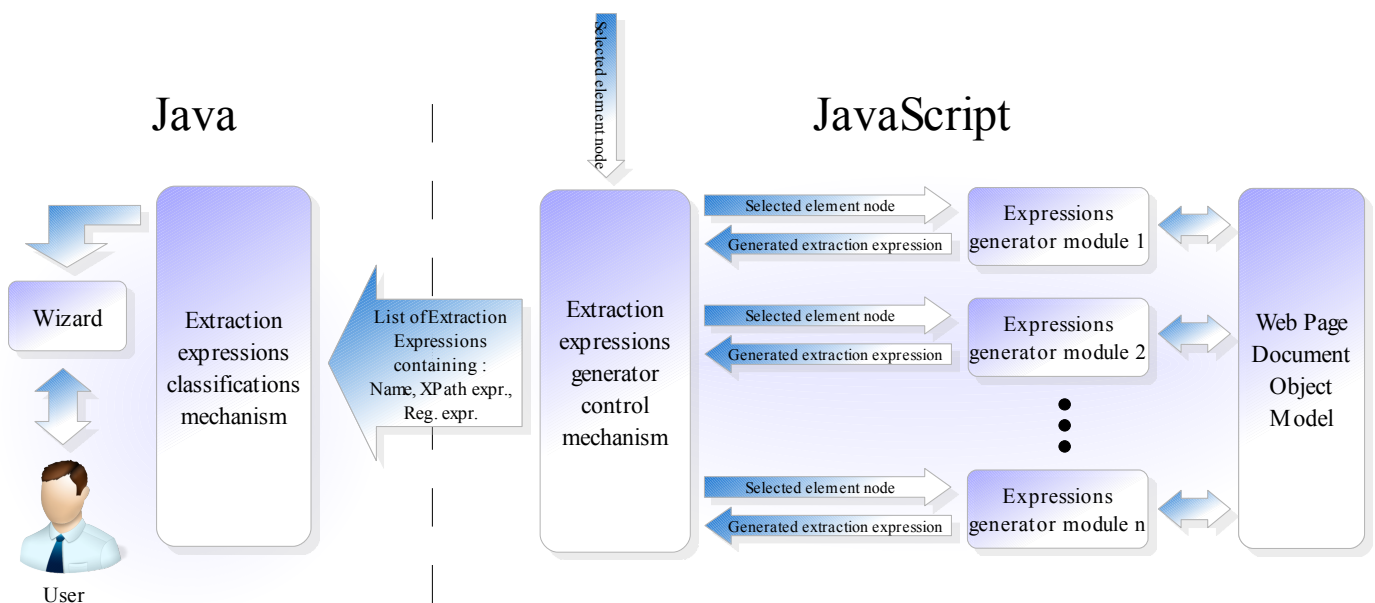 Selected element node
Java
JavaScript
Wizard
User
Extraction
expressions
classifications
mechanism
List of Extraction
Expressions
containing :
Name, XPath expr.,
Reg. expr.
Extraction
expressions
generator
control
mechanism
Selected element node
Generated extraction expression
Expressions
generator module 1
Selected element node
Generated extraction expression
Expressions
generator module 2
Selected element node
Generated extraction expression
Expressions
generator module n
Web Page
Document
Object
Model